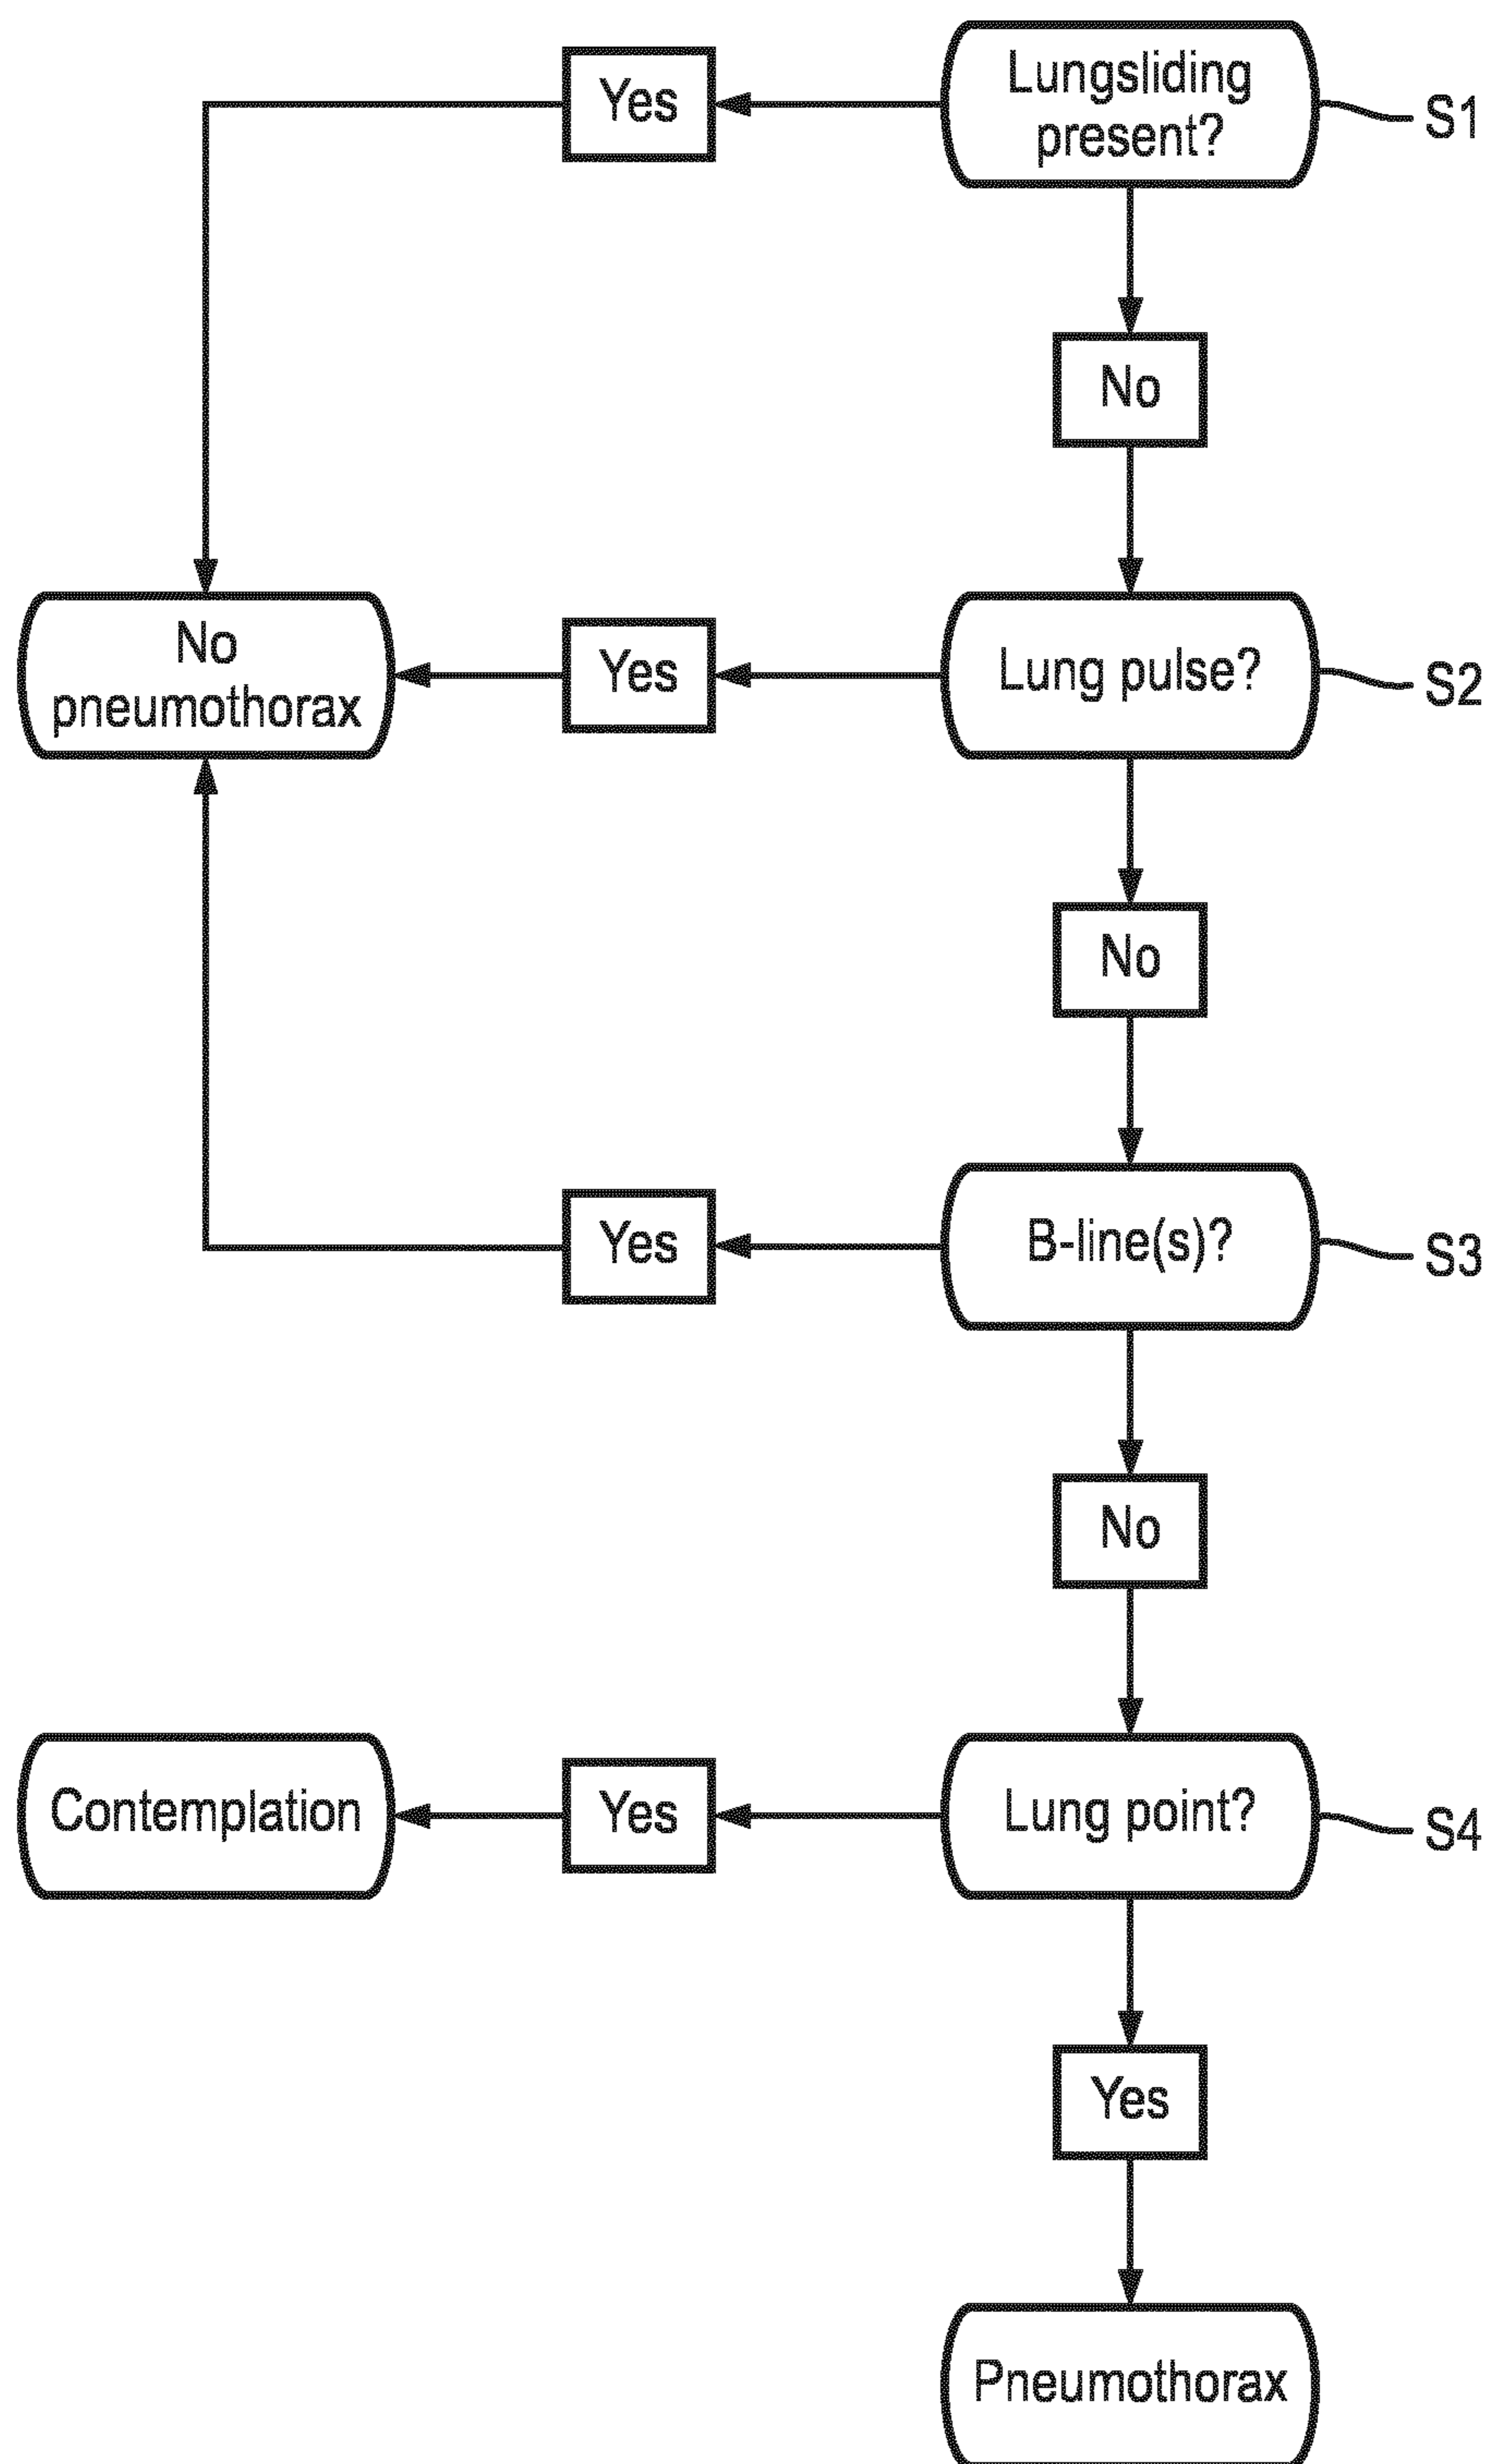 Yes
Lungsliding
present?
S1
No
No
pneumothorax
Yes
Lung pulse?
S2
No
Yes
B-line(s)?
S3
No
Contemplation
Yes
Lung point?
S4
Yes
Pneumothorax